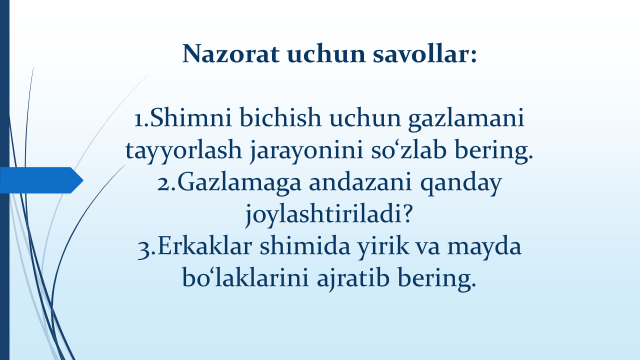 Nazorat uchun savollar:
1.Shimni bichish uchun gazlamani
tayyorlash jarayonini so‘zlab bering.
2.Gazlamaga andazani qanday
joylashtiriladi?
3.Erkaklar shimida yirik va mayda
bo‘laklarini ajratib bering.